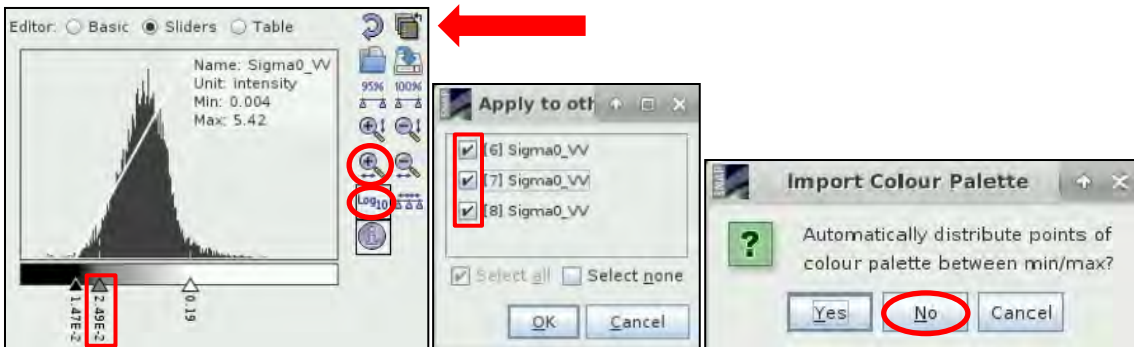 Editor: Basic Sliders Table
Name: Sigma0_VV
Unit: intensity
Min: 0.004
Max: 5.42
95% 100%
Log10
1.47E-2
2.49E-2
0.19
SNAP
Apply to oth
[6] Sigma0_VV
[7] Sigma0_VV
[8] Sigma0_VV
Select all Select none
OK Cancel
SNAP
Import Colour Palette
?
Automatically distribute points of
colour palette between min/max?
Yes No Cancel